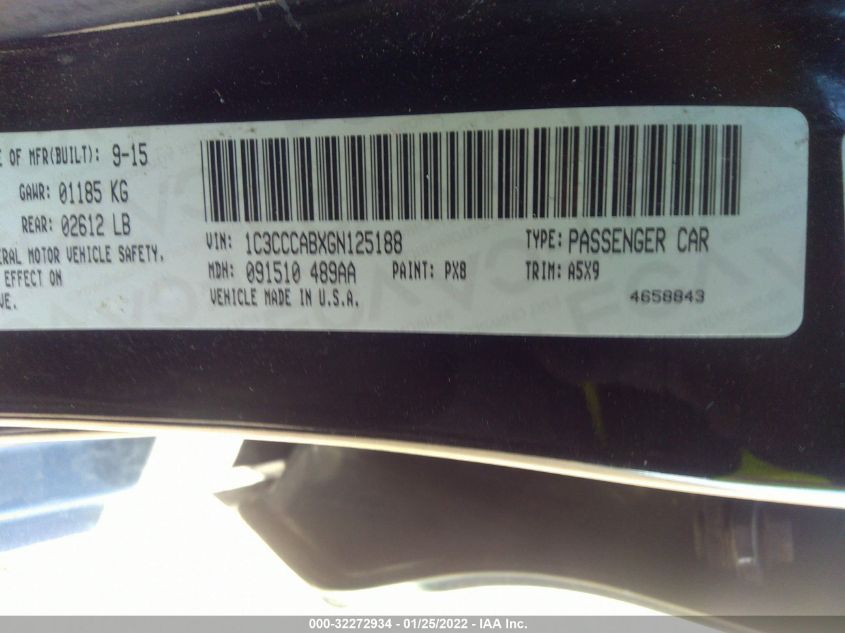 E OF MFR(BUILT): 9-15
GAWR: 01185 KG
REAR: 02612 LB
ERAL MOTOR VEHICLE SAFETY.
EFFECT ON
VE.
VIN: 1C3CCCABXGN125188 TYPE: PASSENGER CAR
MDH: 091510 489AA PAINT: PX8 TRIM: A5X9
VEHICLE MADE IN U.S.A. 4658843
000-32272934 - 01/25/2022 - IAA Inc.